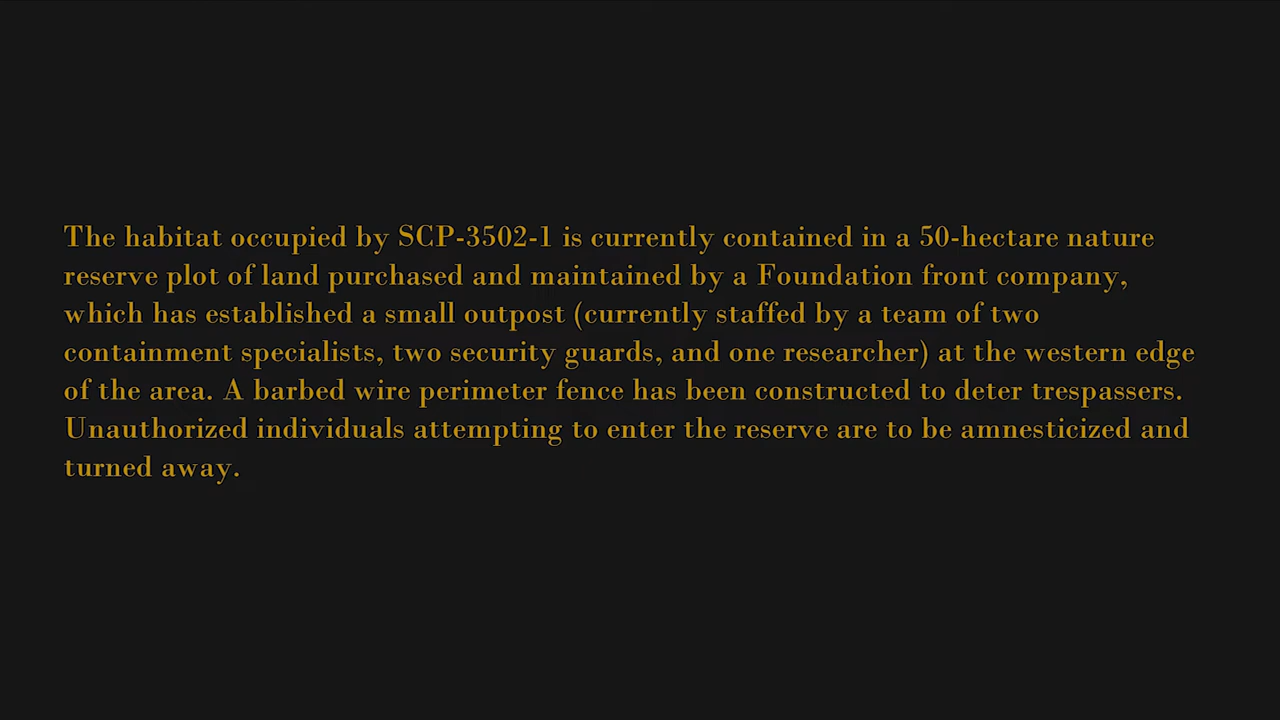 The habitat occupied by SCP-3502-1 is currently contained in a 50-hectare nature
reserve plot of land purchased and maintained by a Foundation front company,
which has established a small outpost (currently staffed by a team of two
containment specialists, two security guards, and one researcher) at the western edge
of the area. A barbed wire perimeter fence has been constructed to deter trespassers.
Unauthorized individuals attempting to enter the reserve are to be amnesticized and
turned away.